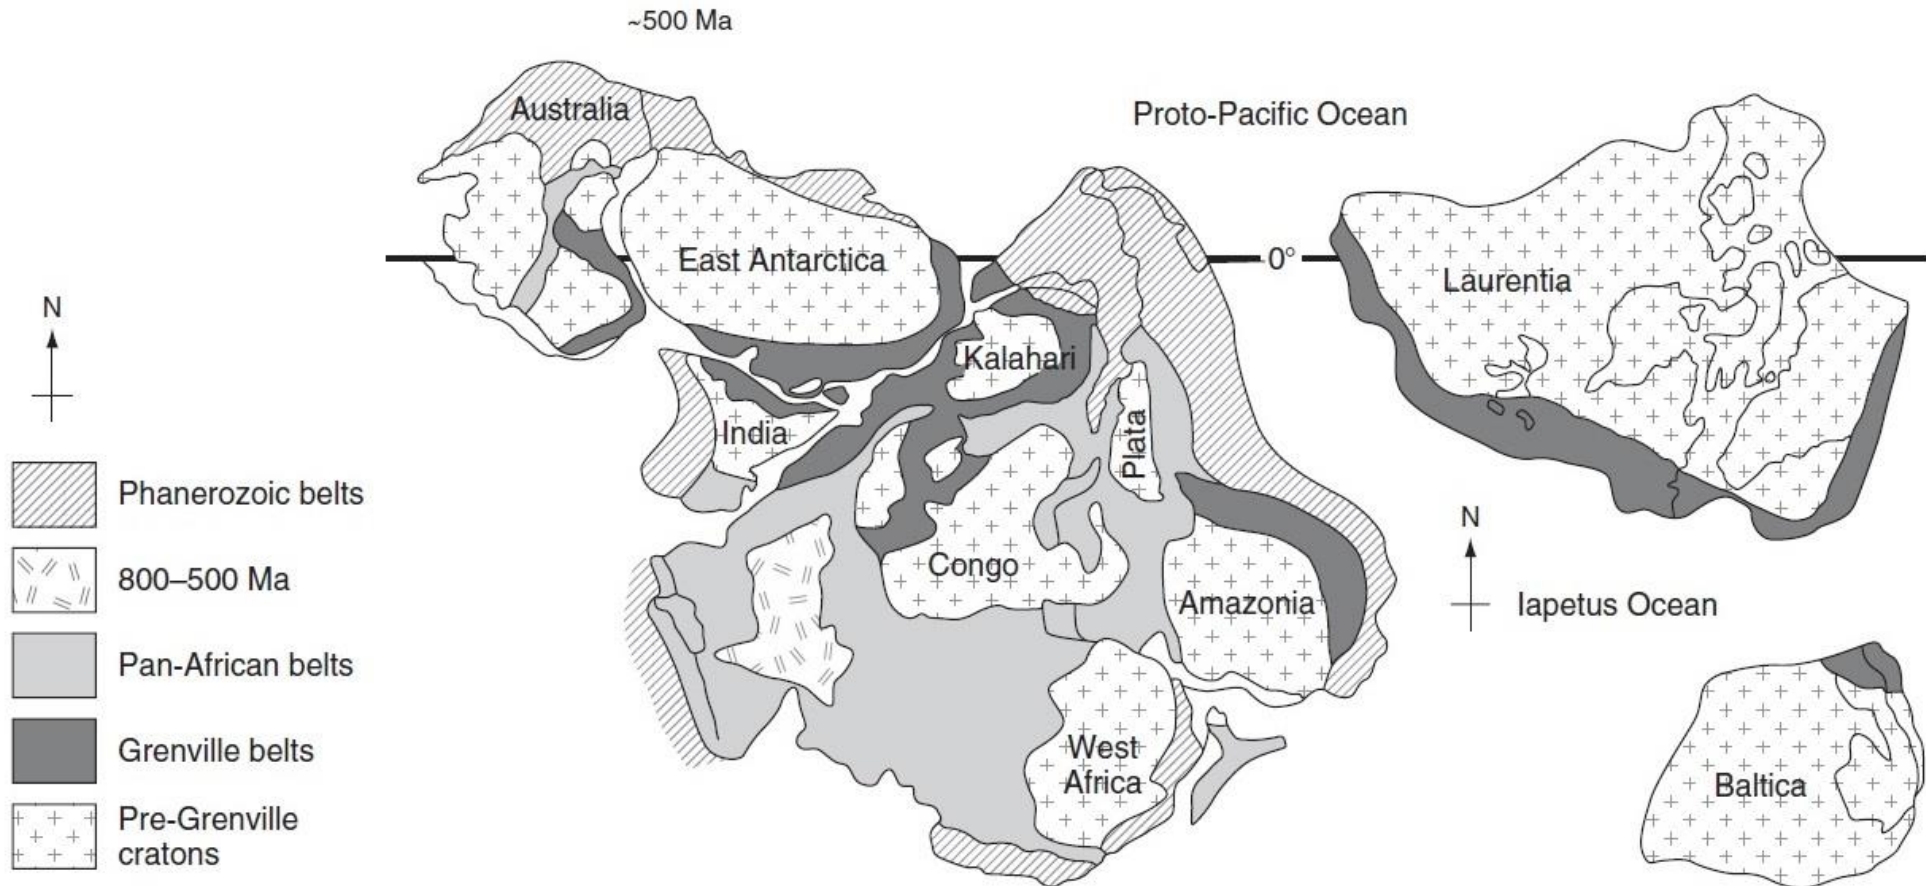 ~500 Ma
Australia
Proto-Pacific Ocean
East Antarctica
0°
Laurentia
N
Kalahari
India
Plata
Phanerozoic belts
N
Congo
800–500 Ma
Amazonia
Iapetus Ocean
Pan-African belts
Grenville belts
West
Africa
Baltica
Pre-Grenville
cratons